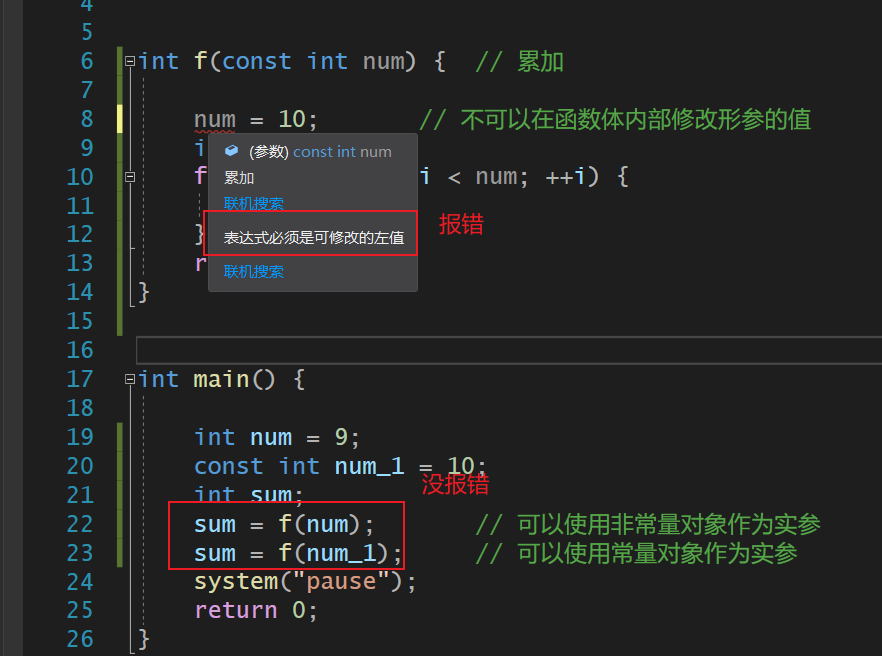 4
5
6 int f(const int num) { // 累加
7
8 num = 10; // 不可以在函数体内部修改形参的值
9 i
(参数) const int num
10 f i < num; ++i) {
累加
11
联机搜索
12 }
表达式必须是可修改的左值
报错
13 r
联机搜索
14 }
15
16
17 int main() {
18
19 int num = 9;
20 const int num_1 = 10;
没报错
21 int sum;
22 sum = f(num); // 可以使用非常量对象作为实参
23 sum = f(num_1); // 可以使用常量对象作为实参
24 system("pause");
25 return 0;
26 }